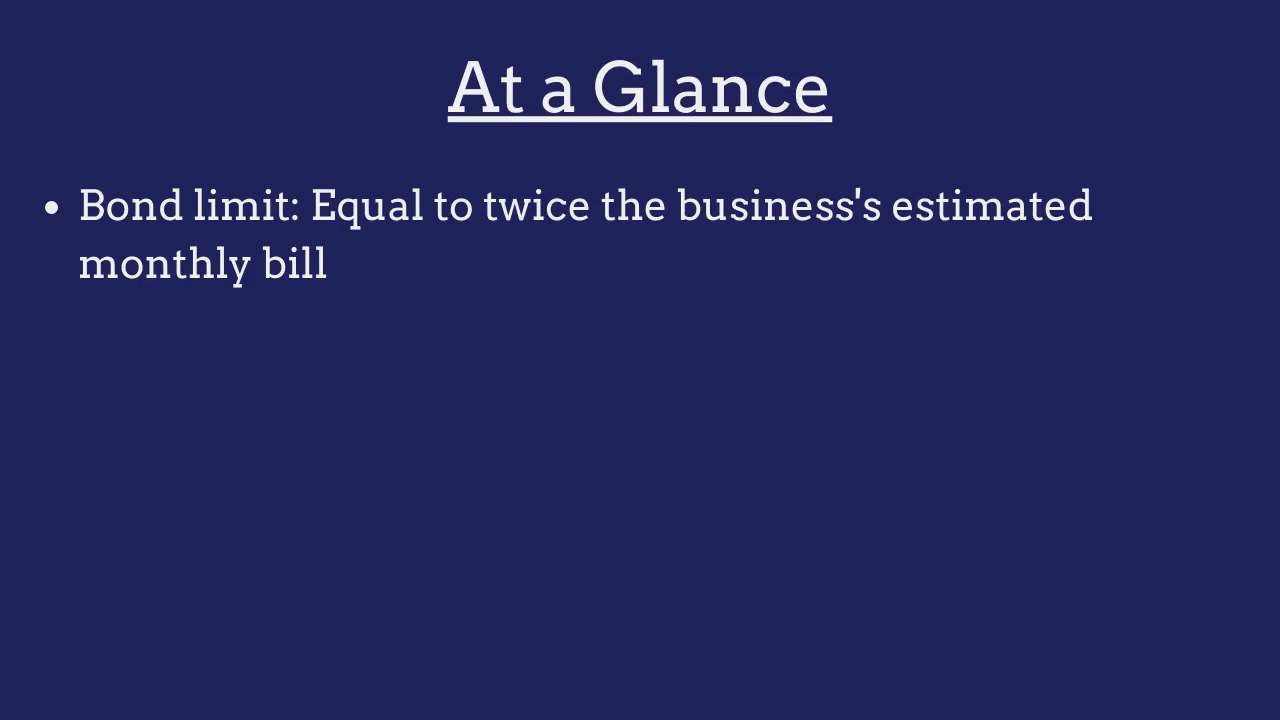 At a Glance
• Bond limit: Equal to twice the business's estimated
monthly bill